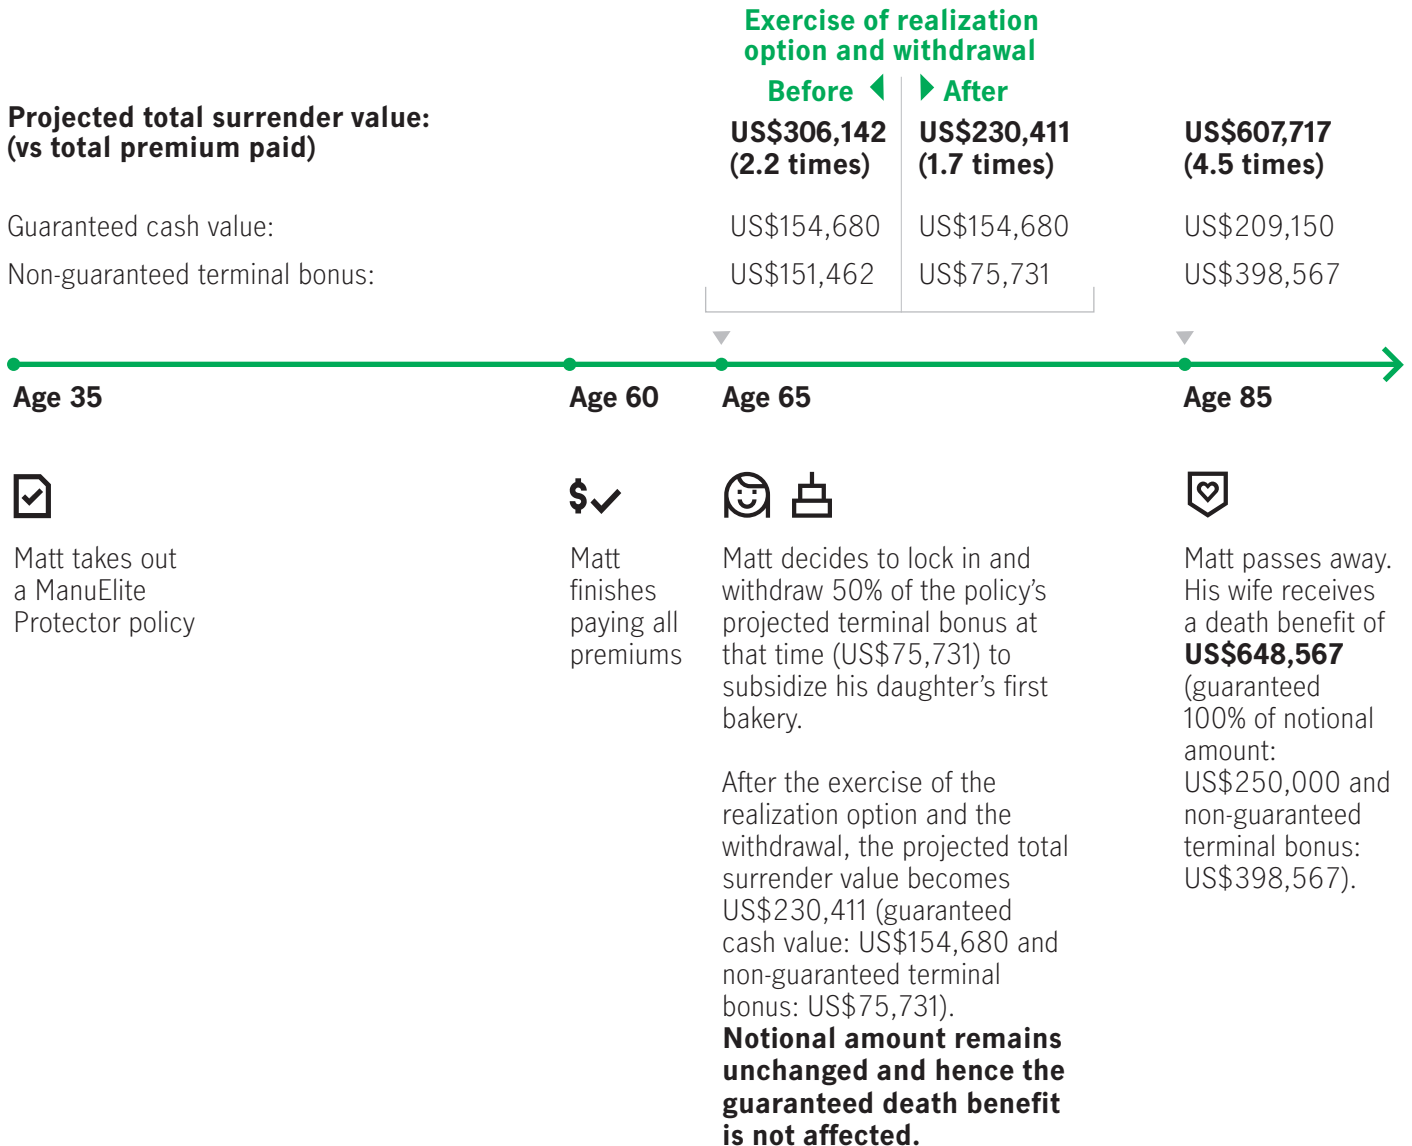 Exercise of realization
option and withdrawal
Before After
Projected total surrender value:
(vs total premium paid)
US$306,142 US$230,411 US$607,717
(2.2 times) (1.7 times) (4.5 times)
Guaranteed cash value: US$154,680 US$154,680 US$209,150
Non-guaranteed terminal bonus: US$151,462 US$75,731 US$398,567
Age 35 Age 60 Age 65 Age 85
Matt takes out
a ManuElite
Protector policy
$
Matt
finishes
paying all
premiums
Matt decides to lock in and
withdraw 50% of the policy’s
projected terminal bonus at
that time (US$75,731) to
subsidize his daughter’s first
bakery.
After the exercise of the
realization option and the
withdrawal, the projected total
surrender value becomes
US$230,411 (guaranteed
cash value: US$154,680 and
non-guaranteed terminal
bonus: US$75,731).
Notional amount remains
unchanged and hence the
guaranteed death benefit
is not affected.
Matt passes away.
His wife receives
a death benefit of
US$648,567
(guaranteed
100% of notional
amount:
US$250,000 and
non-guaranteed
terminal bonus:
US$398,567).